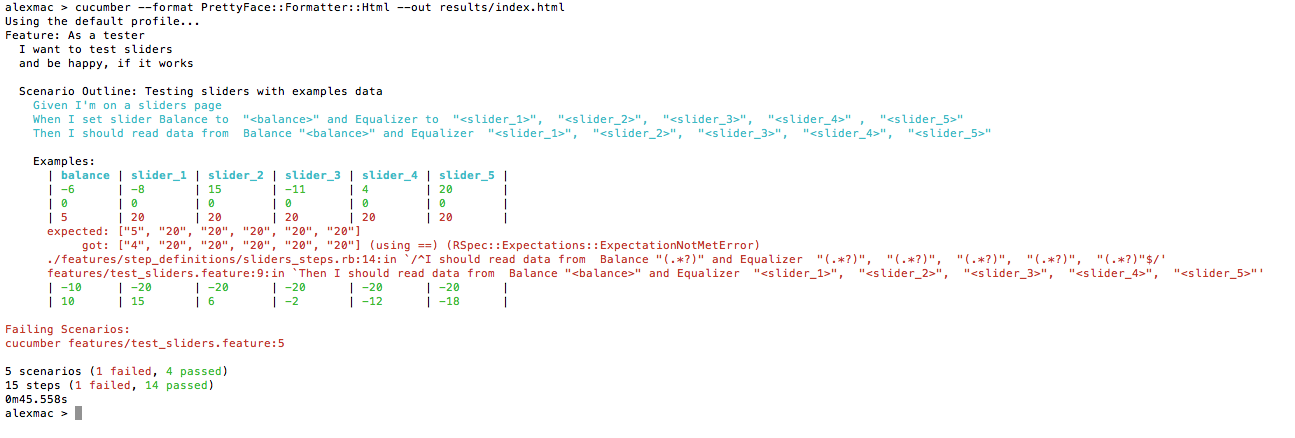 alexmac > cucumber --format PrettyFace::Formatter::Html --out results/index.html
Using the default profile...
Feature: As a tester
  I want to test sliders
  and be happy, if it works

  Scenario Outline: Testing sliders with examples data
    Given I'm on a sliders page
    When I set slider Balance to  "<balance>" and Equalizer to  "<slider_1>",  "<slider_2>",  "<slider_3>",  "<slider_4>" ,  "<slider_5>"
    Then I should read data from  Balance "<balance>" and Equalizer  "<slider_1>",  "<slider_2>",  "<slider_3>",  "<slider_4>",  "<slider_5>"

    Examples:
      | balance | slider_1 | slider_2 | slider_3 | slider_4 | slider_5 |
      | -6      | -8       | 15       | -11      | 4        | 20       |
      | 0       | 0        | 0        | 0        | 0        | 0        |
      | 5       | 20       | 20       | 20       | 20       | 20       |
      expected: ["5", "20", "20", "20", "20", "20"]
           got: ["4", "20", "20", "20", "20", "20"] (using ==) (RSpec::Expectations::ExpectationNotMetError)
      ./features/step_definitions/sliders_steps.rb:14:in `/^I should read data from  Balance "(.*?)" and Equalizer  "(.*?)",  "(.*?)",  "(.*?)",  "(.*?)",  "(.*?)"$/'
      features/test_sliders.feature:9:in `Then I should read data from  Balance "<balance>" and Equalizer  "<slider_1>",  "<slider_2>",  "<slider_3>",  "<slider_4>",  "<slider_5>"'
      | -10     | -20      | -20      | -20      | -20      | -20      |
      | 10      | 15       | 6        | -2       | -12      | -18      |

Failing Scenarios:
cucumber features/test_sliders.feature:5

5 scenarios (1 failed, 4 passed)
15 steps (1 failed, 14 passed)
0m45.558s
alexmac >